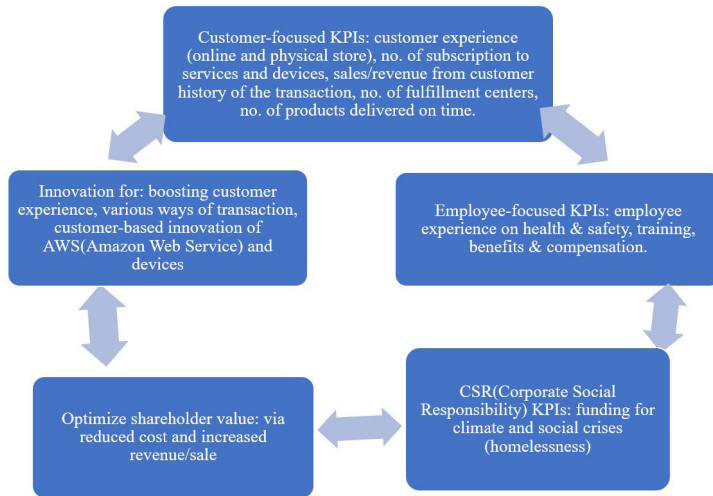 Customer-focused KPIs: customer experience
(online and physical store), no. of subscription to
services and devices, sales/revenue from customer
history of the transaction, no. of fulfillment centers,
no. of products delivered on time.
Innovation for: boosting customer
experience, various ways of transaction,
customer-based innovation of
AWS(Amazon Web Service) and
devices
Employee-focused KPIs: employee
experience on health & safety, training,
benefits & compensation.
Optimize shareholder value: via
reduced cost and increased
revenue/sale
CSR(Corporate Social
Responsibility) KPIs: funding for
climate and social crises
(homelessness)